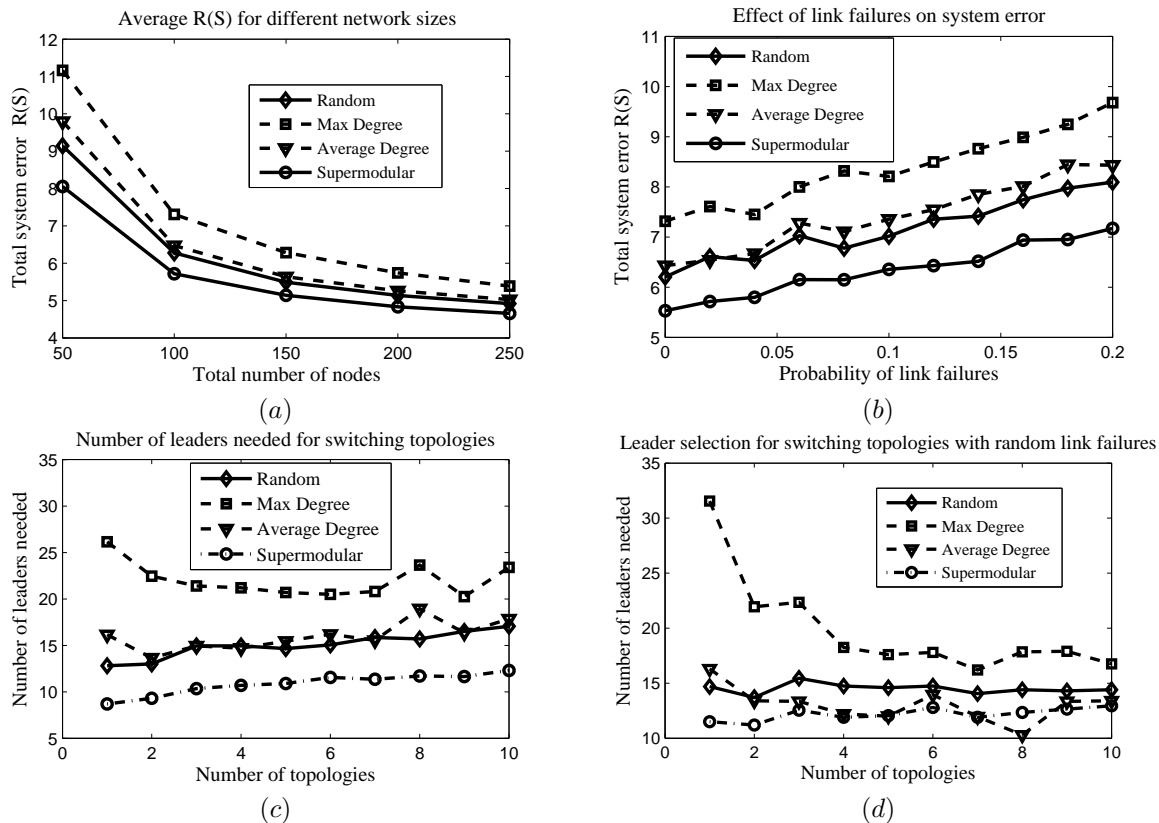 Average R(S) for different network sizes
12
11
10
9
8
7
6
5
4
Total system error R(S)
Random
Max Degree
Average Degree
Supermodular
50
100
150
200
250
Total number of nodes
(a)
Effect of link failures on system error
11
10
9
8
7
6
5
Total system error R(S)
Random
Max Degree
Average Degree
Supermodular
0
0.05
0.1
0.15
0.2
Probability of link failures
(b)
Number of leaders needed for switching topologies
35
30
25
20
15
10
5
Number of leaders needed
Random
Max Degree
Average Degree
Supermodular
0
2
4
6
8
10
Number of topologies
(c)
Leader selection for switching topologies with random link failures
35
30
25
20
15
10
Number of leaders needed
Random
Max Degree
Average Degree
Supermodular
0
2
4
6
8
10
Number of topologies
(d)